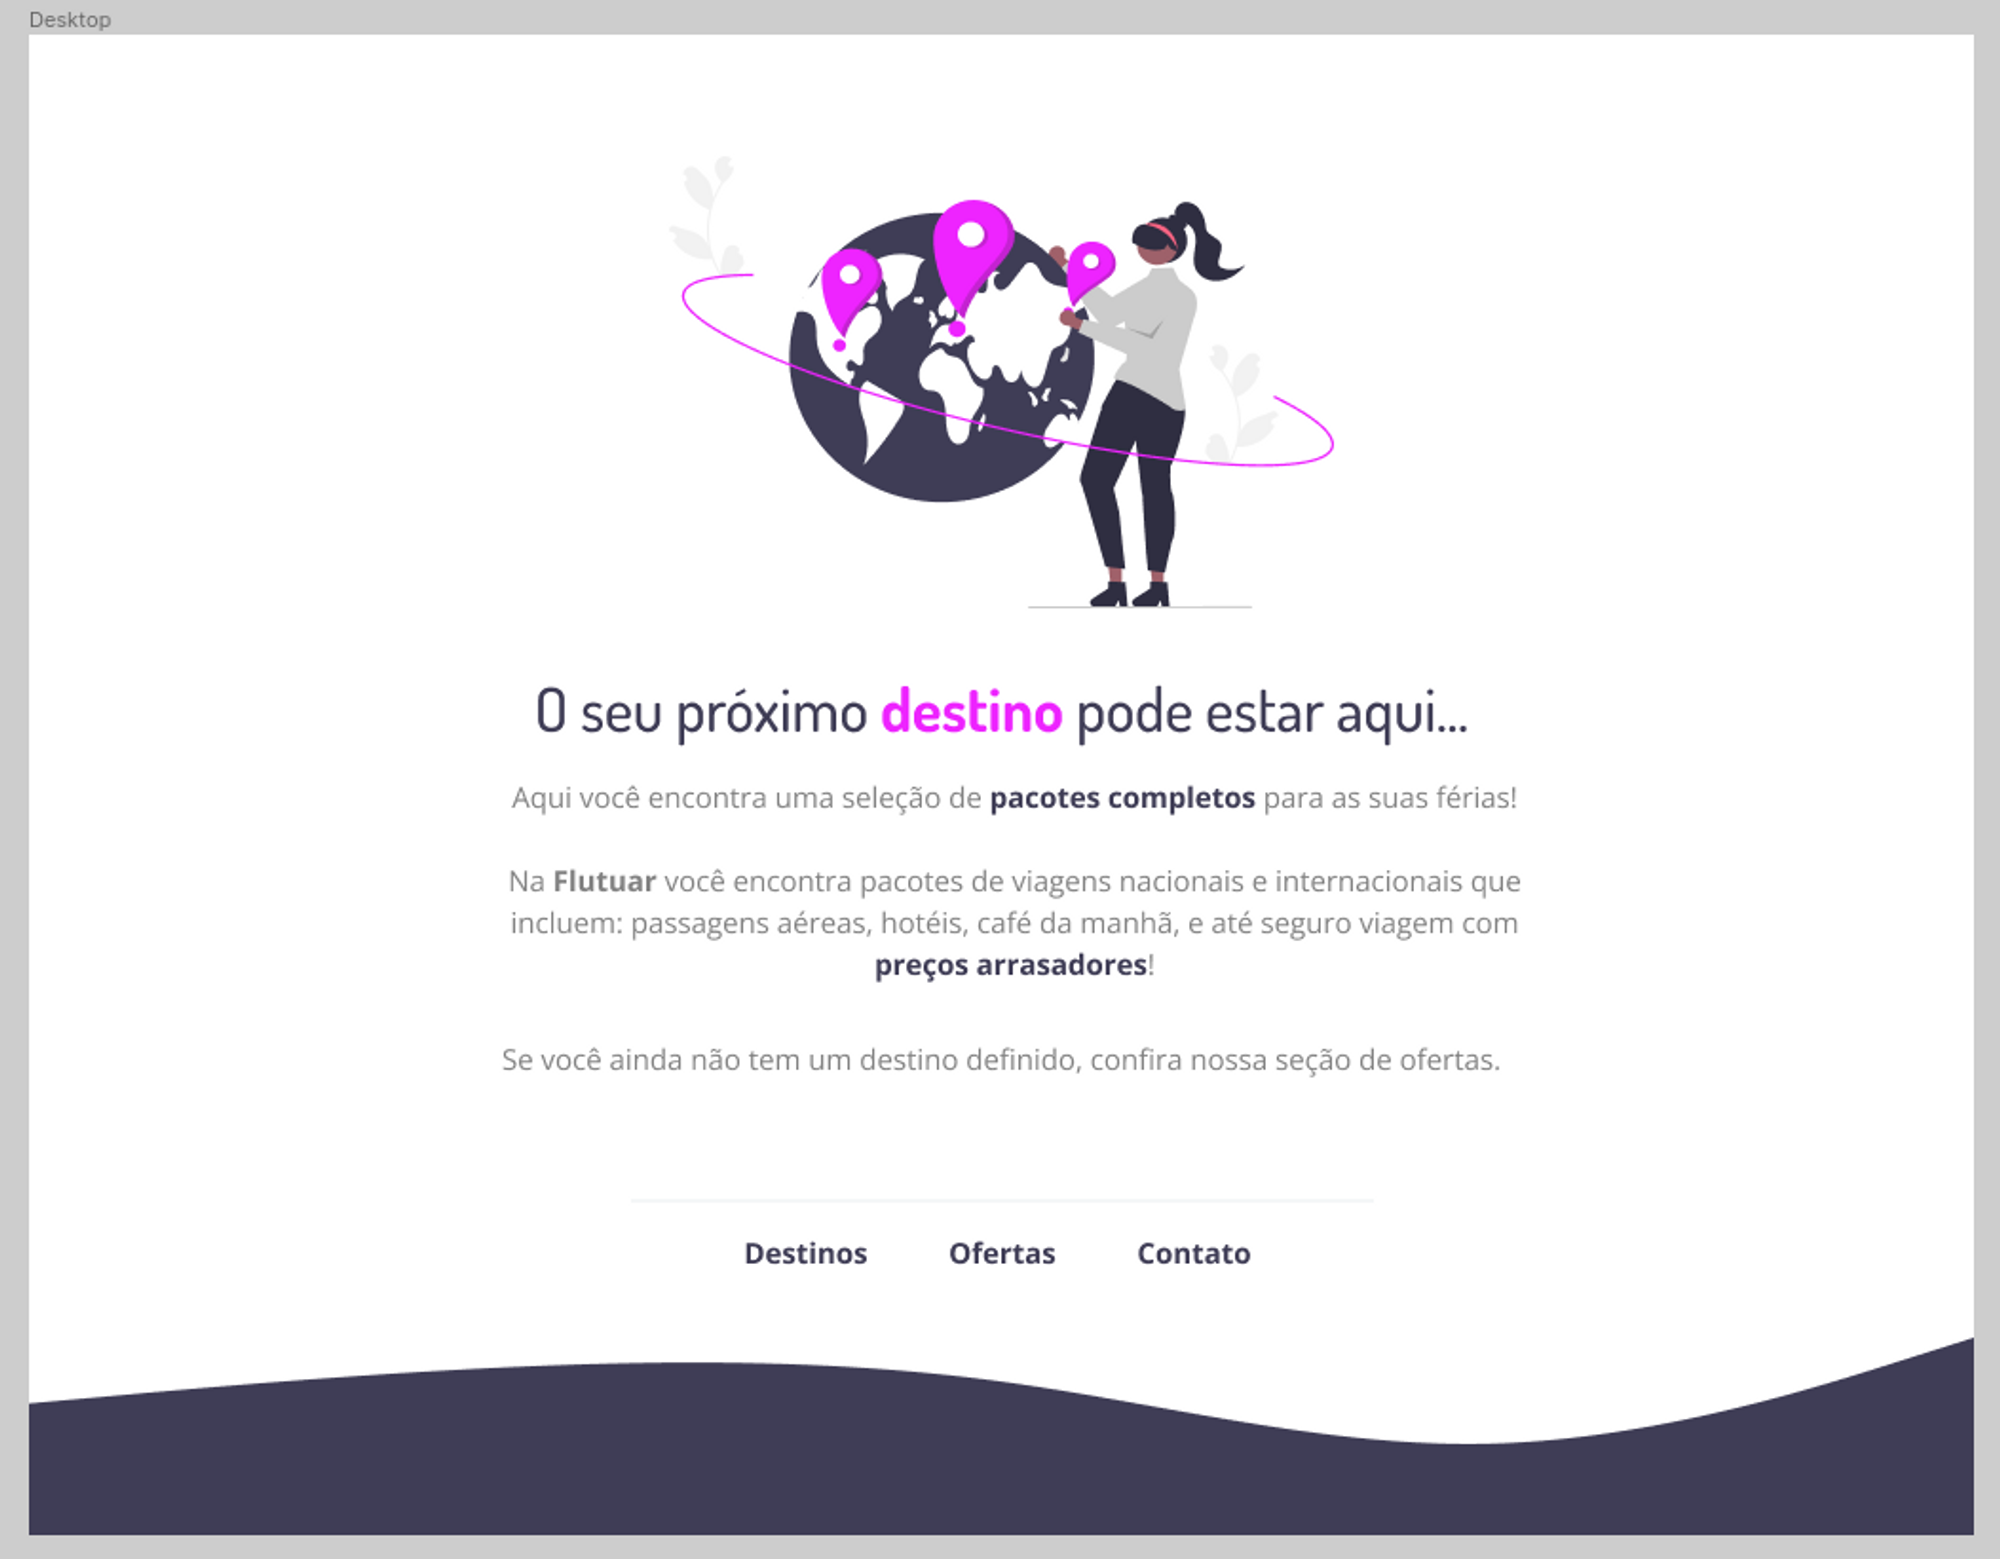 Desktop
O seu próximo destino pode estar aqui...
Aqui você encontra uma seleção de pacotes completos para as suas férias!
Na Flutuar você encontra pacotes de viagens nacionais e internacionais que
incluem: passagens aéreas, hotéis, café da manhã, e até seguro viagem com
preços arrasadores!
Se você ainda não tem um destino definido, confira nossa seção de ofertas.
Destinos Ofertas Contato